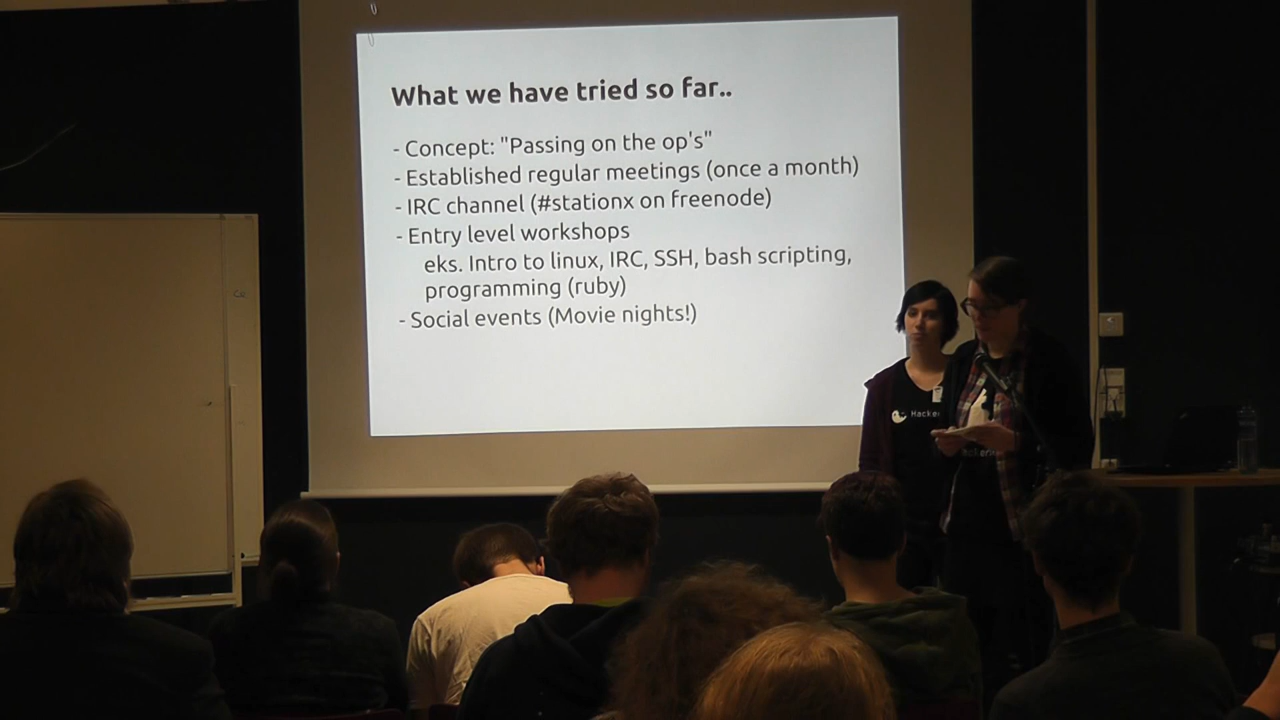 What we have tried so far..
- Concept: "Passing on the op's"
- Established regular meetings (once a month)
- IRC channel (#stationx on freenode)
- Entry level workshops
eks. Intro to linux, IRC, SSH, bash scripting,
programming (ruby)
- Social events (Movie nights!)